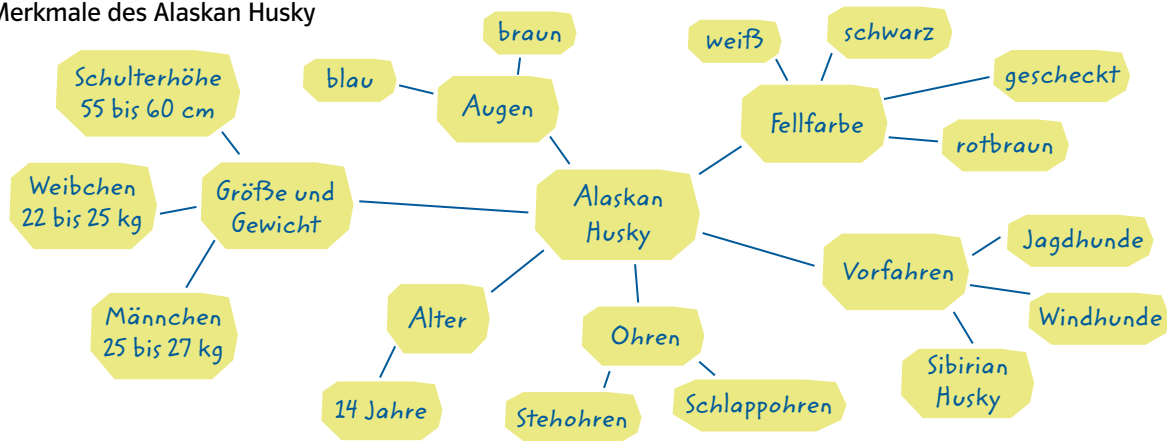 Merkmale des Alaskan Husky
braun
blau
Augen
Schulterhöhe
55 bis 60 cm
Weibchen
22 bis 25 kg
Größe und
Gewicht
Männchen
25 bis 27 kg
Alaskan
Husky
weiß
schwarz
gescheckt
Fellfarbe
rotbraun
Vorfahren
Jagdhunde
Windhunde
Sibirian
Husky
Alter
14 Jahre
Ohren
Stehohren
Schlappohren